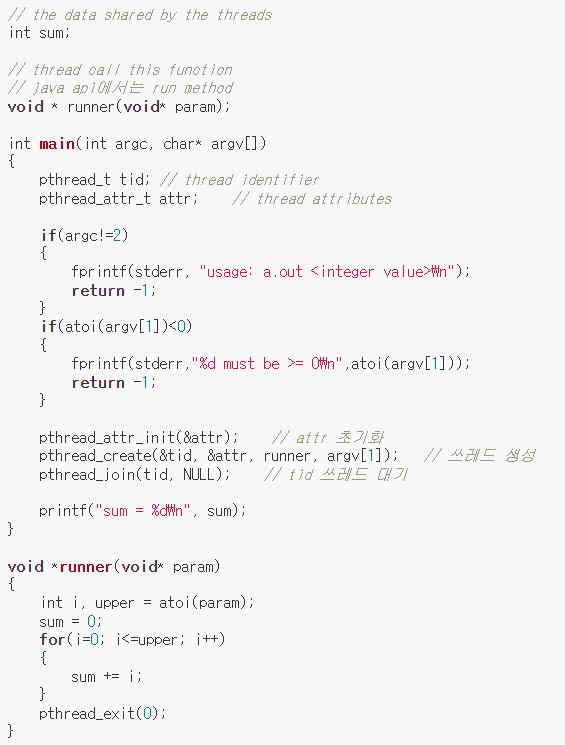 // the data shared by the threads
int sum;

// thread call this function
// java api에서는 run method
void * runner(void* param);

int main(int argc, char* argv[])
{
    pthread_t tid; // thread identifier
    pthread_attr_t attr;    // thread attributes

    if(argc!=2)
    {
        fprintf(stderr, "usage: a.out <integer value>₩n");
        return -1;
    }
    if(atoi(argv[1])<0)
    {
        fprintf(stderr,"%d must be >= 0₩n",atoi(argv[1]));
        return -1;
    }

    pthread_attr_init(&attr);    // attr 초기화
    pthread_create(&tid, &attr, runner, argv[1]);   // 쓰레드 생성
    pthread_join(tid, NULL);    // tid 쓰레드 대기

    printf("sum = %d₩n", sum);
}

void *runner(void* param)
{
    int i, upper = atoi(param);
    sum = 0;
    for(i=0; i<=upper; i++)
    {
        sum += i;
    }
    pthread_exit(0);
}